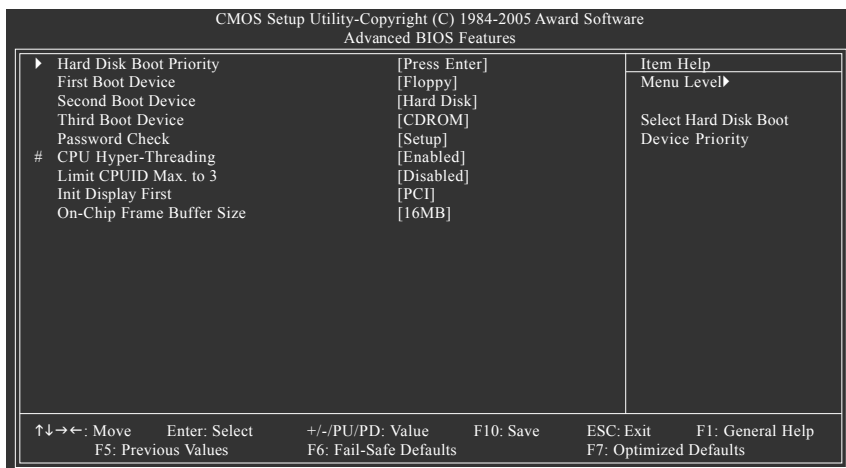 CMOS Setup Utility-Copyright (C) 1984-2005 Award Software
Advanced BIOS Features
▶ Hard Disk Boot Priority [Press Enter] Item Help
First Boot Device [Floppy] Menu Level▶
Second Boot Device [Hard Disk]
Third Boot Device [CDROM] Select Hard Disk Boot
Password Check [Setup] Device Priority
# CPU Hyper-Threading [Enabled]
Limit CPUID Max. to 3 [Disabled]
Init Display First [PCI]
On-Chip Frame Buffer Size [16MB]
↑↓→←: Move Enter: Select +/-/PU/PD: Value F10: Save ESC: Exit F1: General Help
F5: Previous Values F6: Fail-Safe Defaults F7: Optimized Defaults